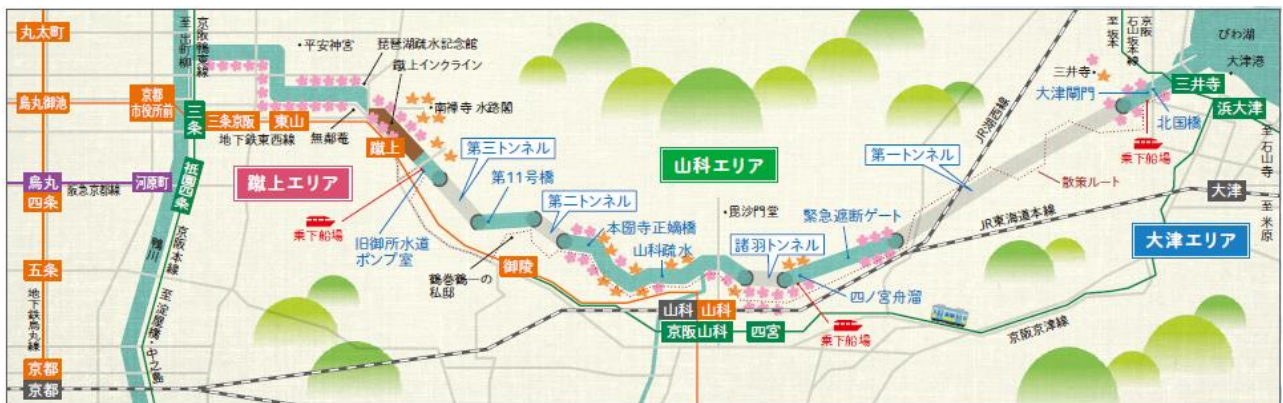 丸太町
烏丸御池
京都
市役所前
烏丸
四条
阪急京都線
河原町
五条
地下鉄烏丸線
京都
京都
至出町柳
京阪鴨東線
三条
祇園四条
鴨川
京阪本線
至淀屋橋・中之島
・平安神宮
琵琶湖疏水記念館
蹴上インクライン
・南禅寺 水路閣
三条京阪
東山
地下鉄東西線
無鄰菴
蹴上
蹴上エリア
乗下船場
旧御所水道
ポンプ室
第三トンネル
第11号橋
第二トンネル
鶴巻鶴一の
私邸
御陵
本圀寺正嫡橋
山科疏水
山科エリア
・毘沙門堂
諸羽トンネル
緊急遮断ゲート
四ノ宮舟溜
山科
山科
京阪山科
四宮
乗下船場
第一トンネル
JR湖西線
散策ルート
JR東海道本線
京阪京津線
大津エリア
大津
至米原
至坂本
京阪
石山坂本線
三井寺・
大津閘門
びわ湖
大津港
三井寺
浜大津
北国橋
乗下船場
至石山寺